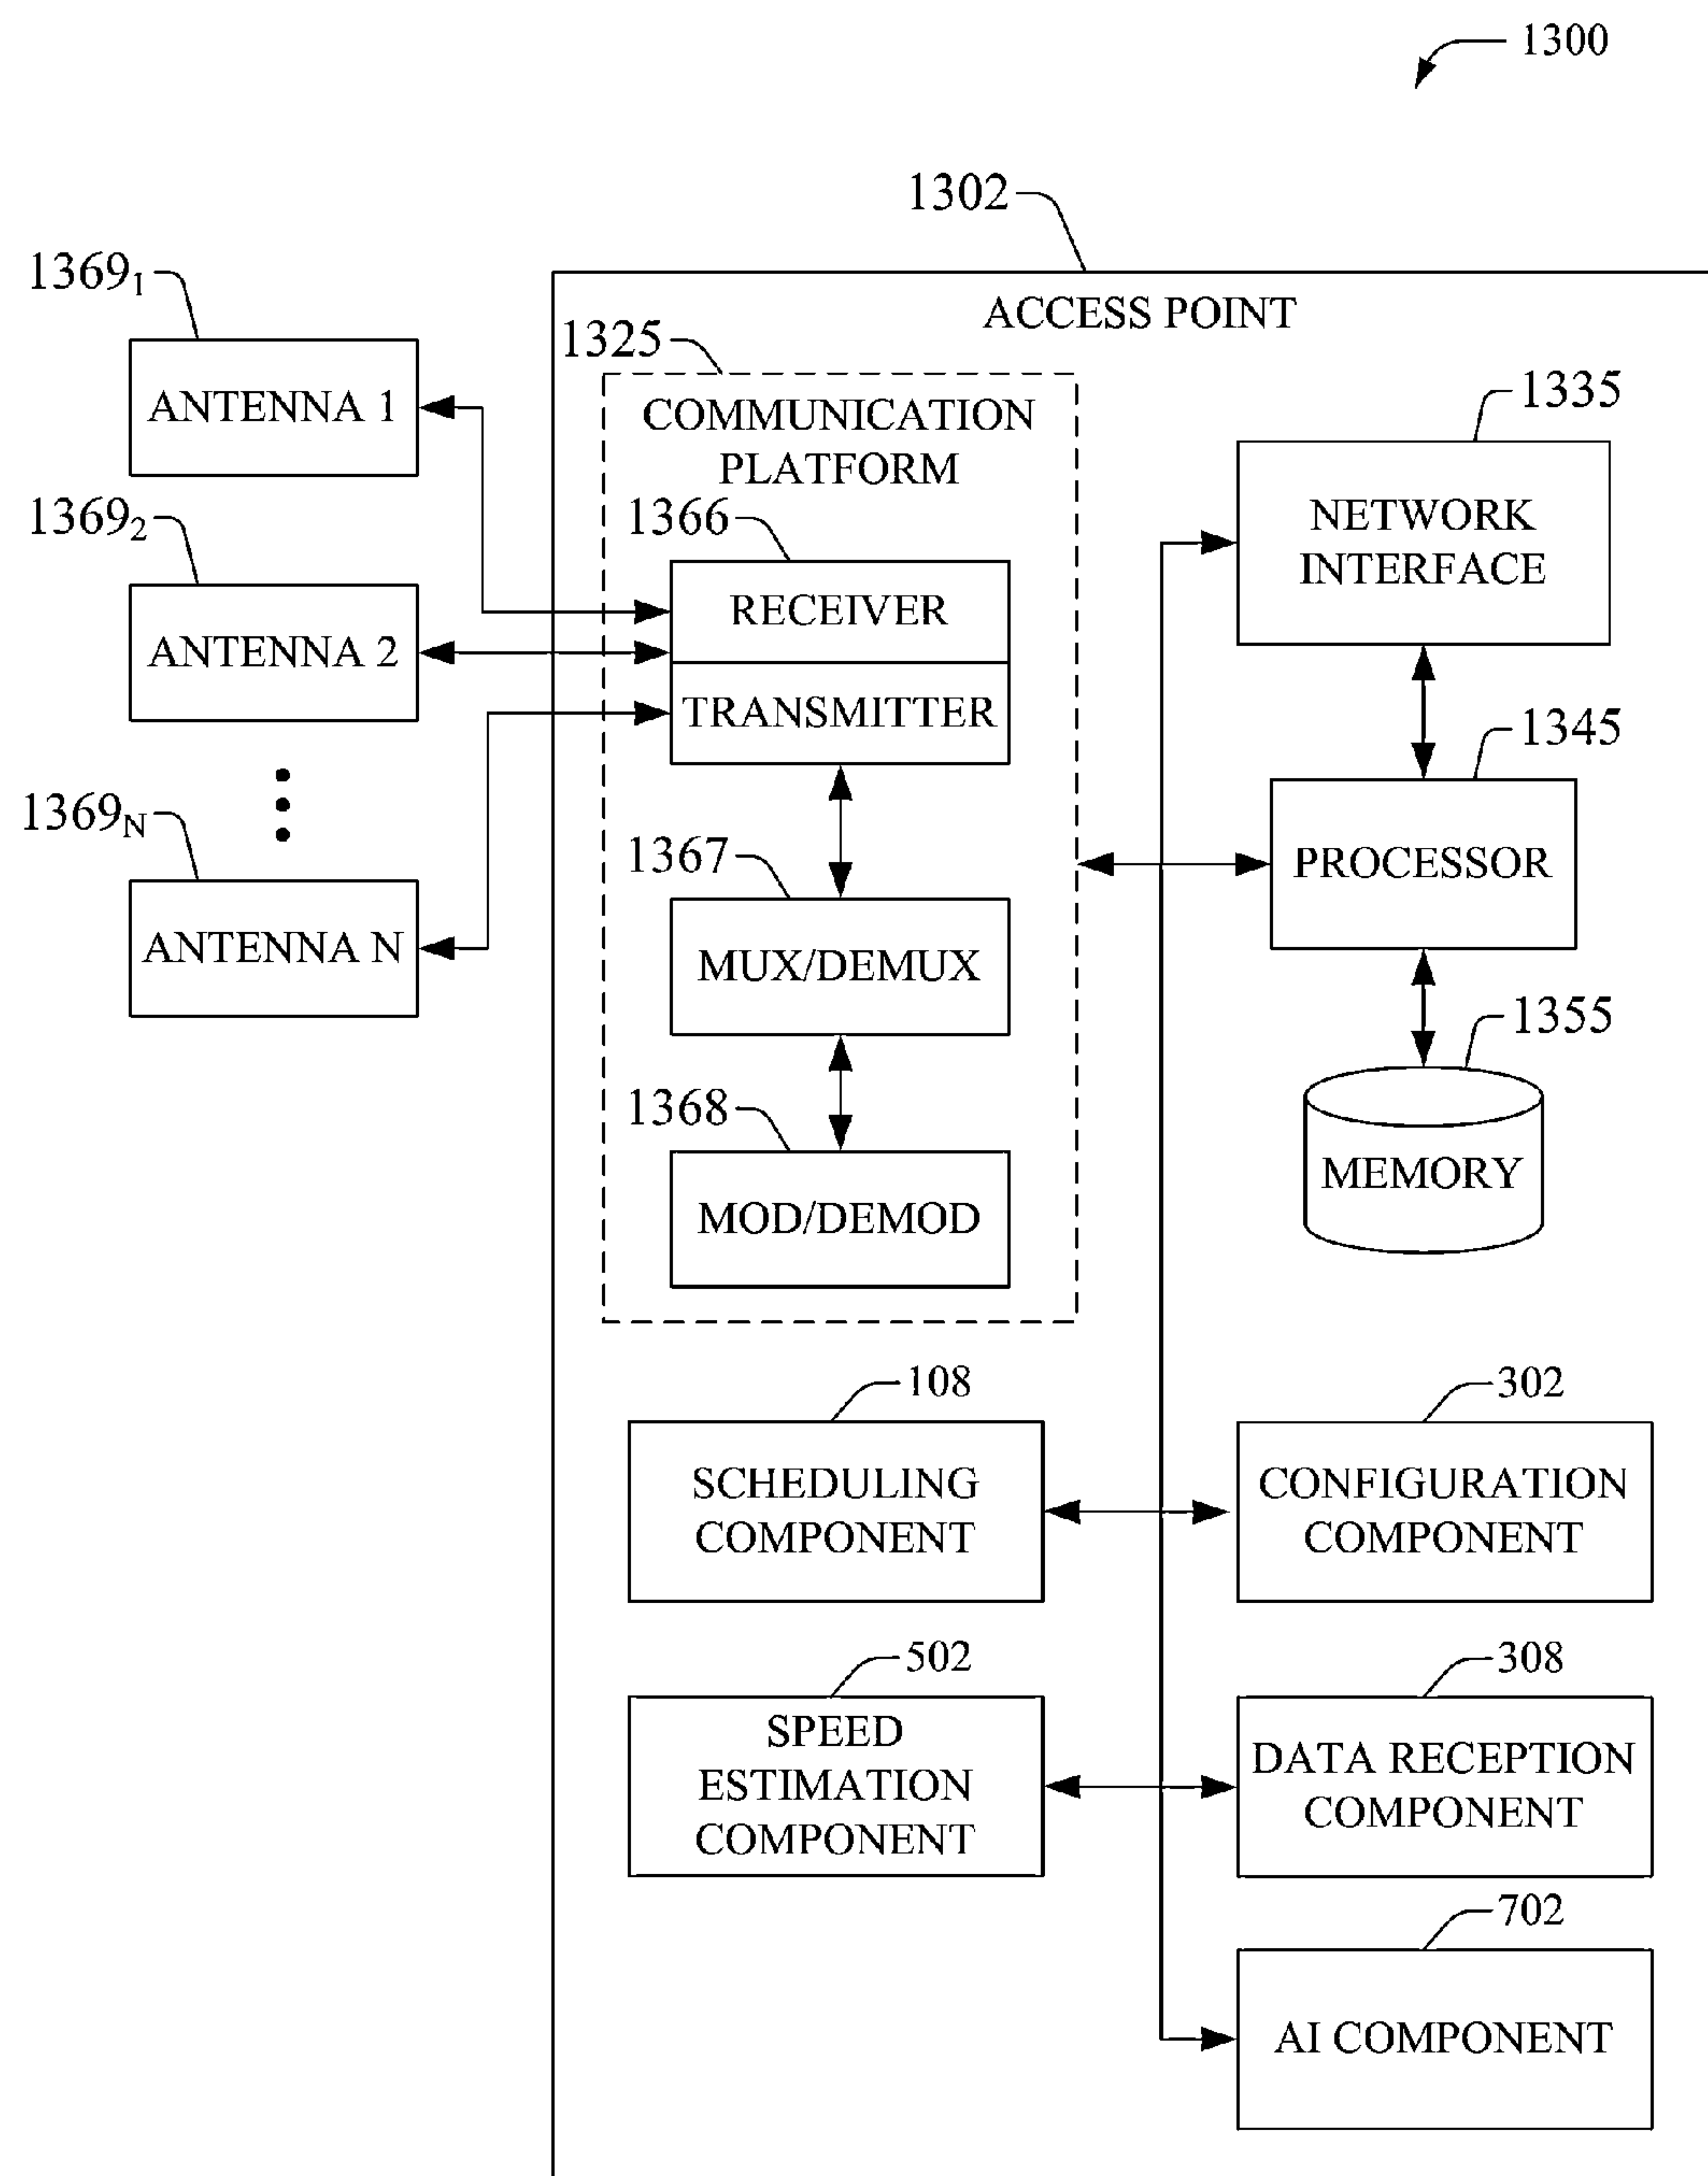 1300
1302
ACCESS POINT
1369₁
ANTENNA 1
1369₂
ANTENNA 2
1369N
ANTENNA N
1325
COMMUNICATION
PLATFORM
1366
RECEIVER
TRANSMITTER
1367
MUX/DEMUX
1368
MOD/DEMOD
1335
NETWORK
INTERFACE
1345
PROCESSOR
1355
MEMORY
108
SCHEDULING
COMPONENT
302
CONFIGURATION
COMPONENT
502
SPEED
ESTIMATION
COMPONENT
308
DATA RECEPTION
COMPONENT
702
AI COMPONENT